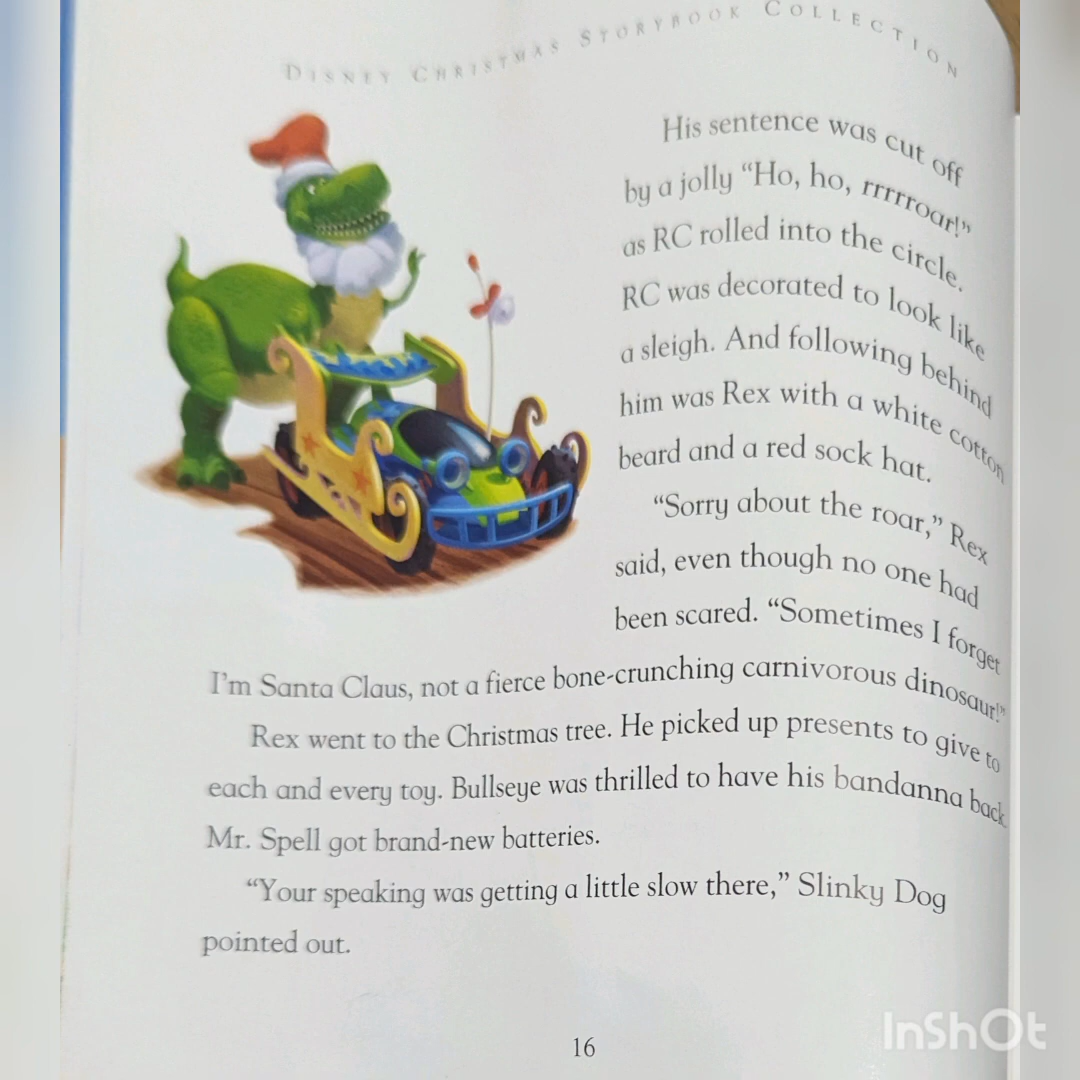 DISNEY CHRISTMAS STORYBOOK COLLECTION
His sentence was cut off
by a jolly “Ho, ho, rrrrroar!”
as RC rolled into the circle.
RC was decorated to look like
a sleigh. And following behind
him was Rex with a white cotton
beard and a red sock hat.
“Sorry about the roar,” Rex
said, even though no one had
been scared. “Sometimes I forget
I’m Santa Claus, not a fierce bone-crunching carnivorous dinosaur!”
Rex went to the Christmas tree. He picked up presents to give to
each and every toy. Bullseye was thrilled to have his bandanna back.
Mr. Spell got brand-new batteries.
“Your speaking was getting a little slow there,” Slinky Dog
pointed out.
16
InShOt